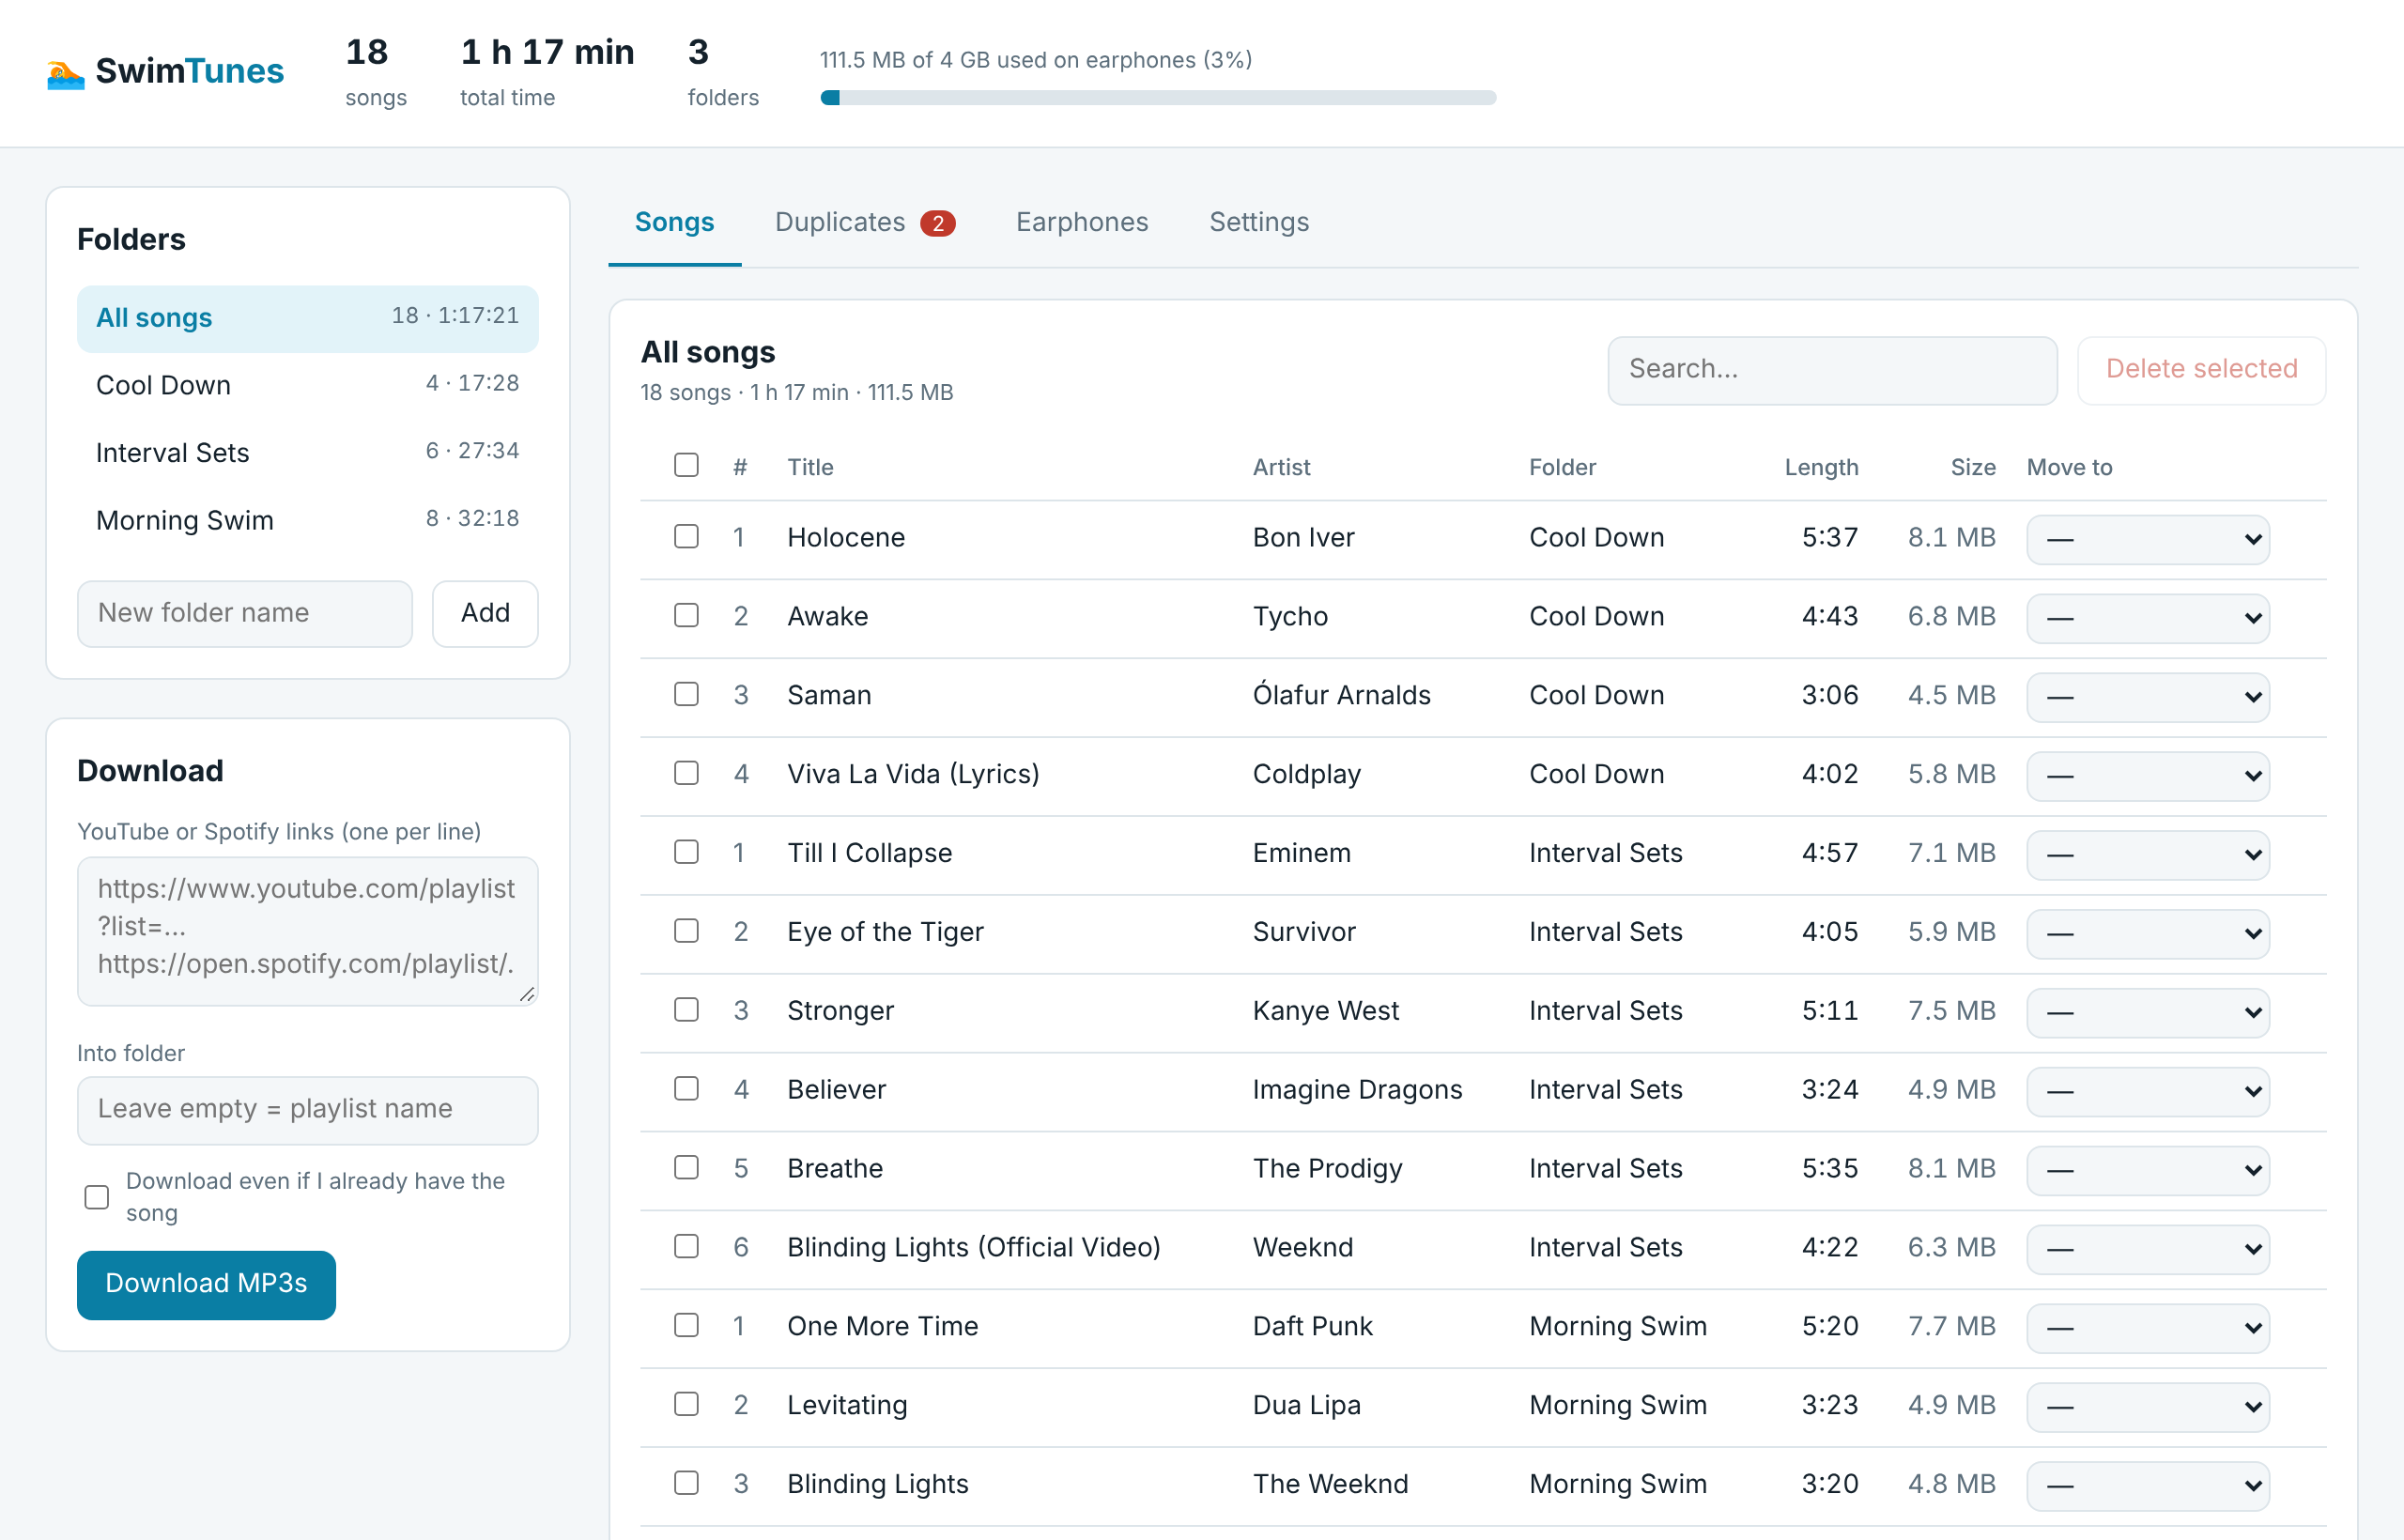 SwimTunes
18
songs
1 h 17 min
total time
3
folders
111.5 MB of 4 GB used on earphones (3%)
Folders
All songs 18 · 1:17:21
Cool Down 4 · 17:28
Interval Sets 6 · 27:34
Morning Swim 8 · 32:18
New folder name Add
Download
YouTube or Spotify links (one per line)
https://www.youtube.com/playlist
?list=...
https://open.spotify.com/playlist/.
Into folder
Leave empty = playlist name
Download even if I already have the
song
Download MP3s
Songs Duplicates 2 Earphones Settings
All songs
18 songs · 1 h 17 min · 111.5 MB
Search... Delete selected
# Title Artist Folder Length Size Move to
1 Holocene Bon Iver Cool Down 5:37 8.1 MB —
2 Awake Tycho Cool Down 4:43 6.8 MB —
3 Saman Ólafur Arnalds Cool Down 3:06 4.5 MB —
4 Viva La Vida (Lyrics) Coldplay Cool Down 4:02 5.8 MB —
1 Till I Collapse Eminem Interval Sets 4:57 7.1 MB —
2 Eye of the Tiger Survivor Interval Sets 4:05 5.9 MB —
3 Stronger Kanye West Interval Sets 5:11 7.5 MB —
4 Believer Imagine Dragons Interval Sets 3:24 4.9 MB —
5 Breathe The Prodigy Interval Sets 5:35 8.1 MB —
6 Blinding Lights (Official Video) Weeknd Interval Sets 4:22 6.3 MB —
1 One More Time Daft Punk Morning Swim 5:20 7.7 MB —
2 Levitating Dua Lipa Morning Swim 3:23 4.9 MB —
3 Blinding Lights The Weeknd Morning Swim 3:20 4.8 MB —